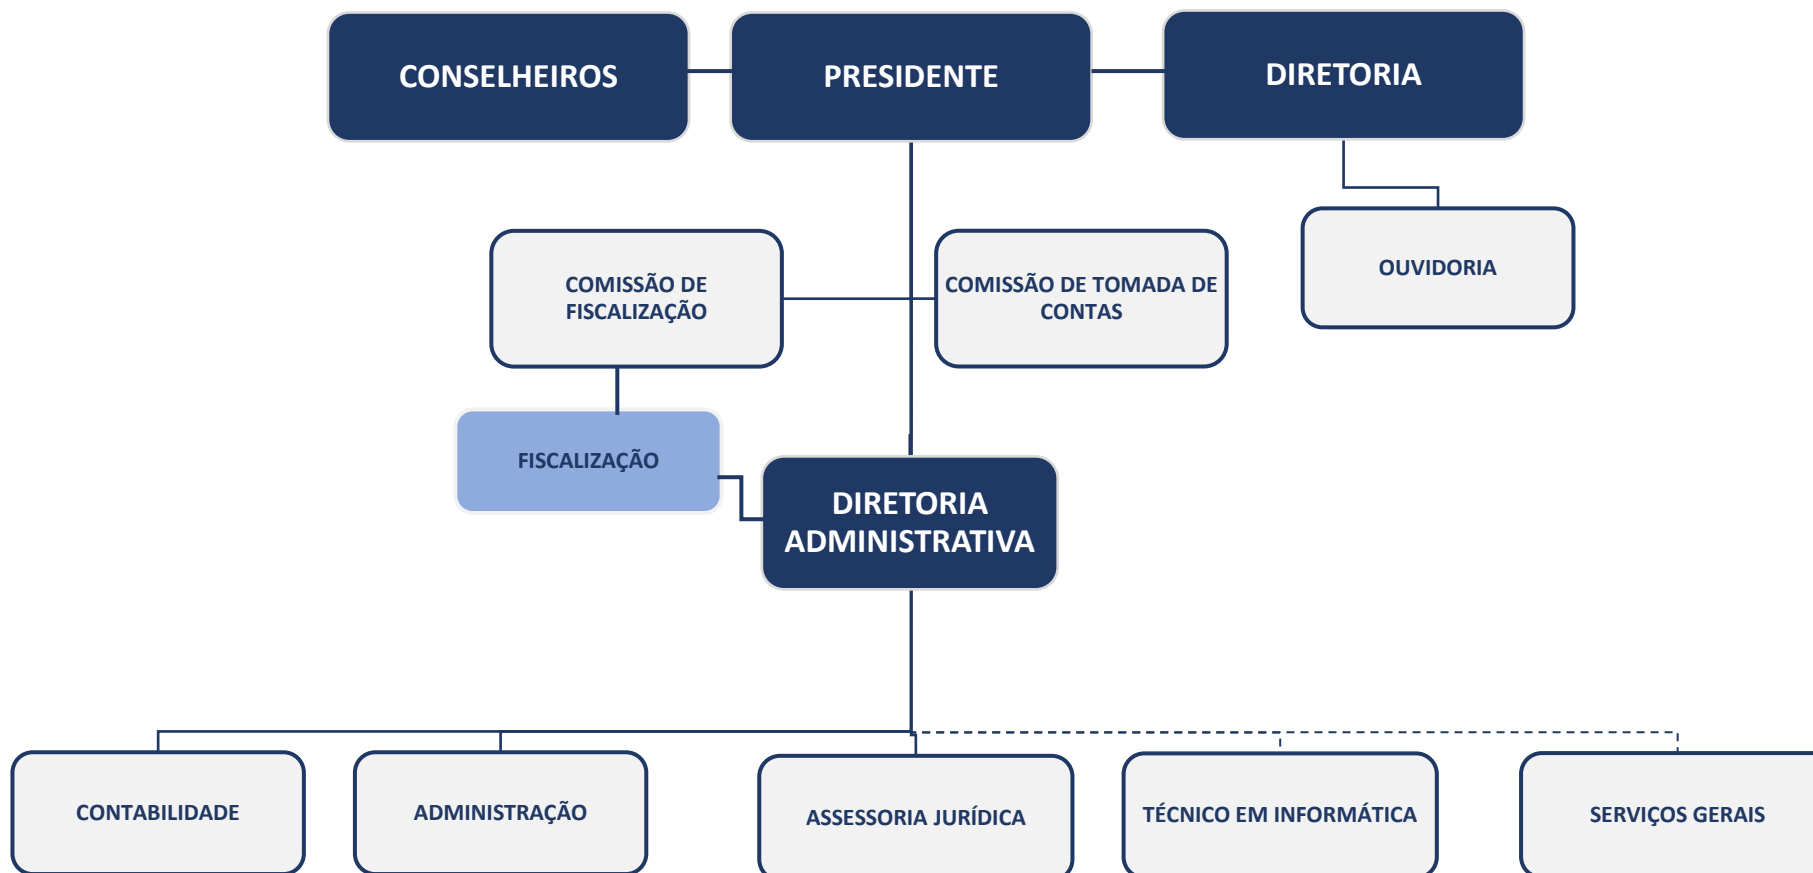 CONSELHEIROS
PRESIDENTE
DIRETORIA
OUVIDORIA
COMISSÃO DE
FISCALIZAÇÃO
COMISSÃO DE TOMADA DE
CONTAS
FISCALIZAÇÃO
DIRETORIA
ADMINISTRATIVA
CONTABILIDADE
ADMINISTRAÇÃO
ASSESSORIA JURÍDICA
TÉCNICO EM INFORMÁTICA
SERVIÇOS GERAIS